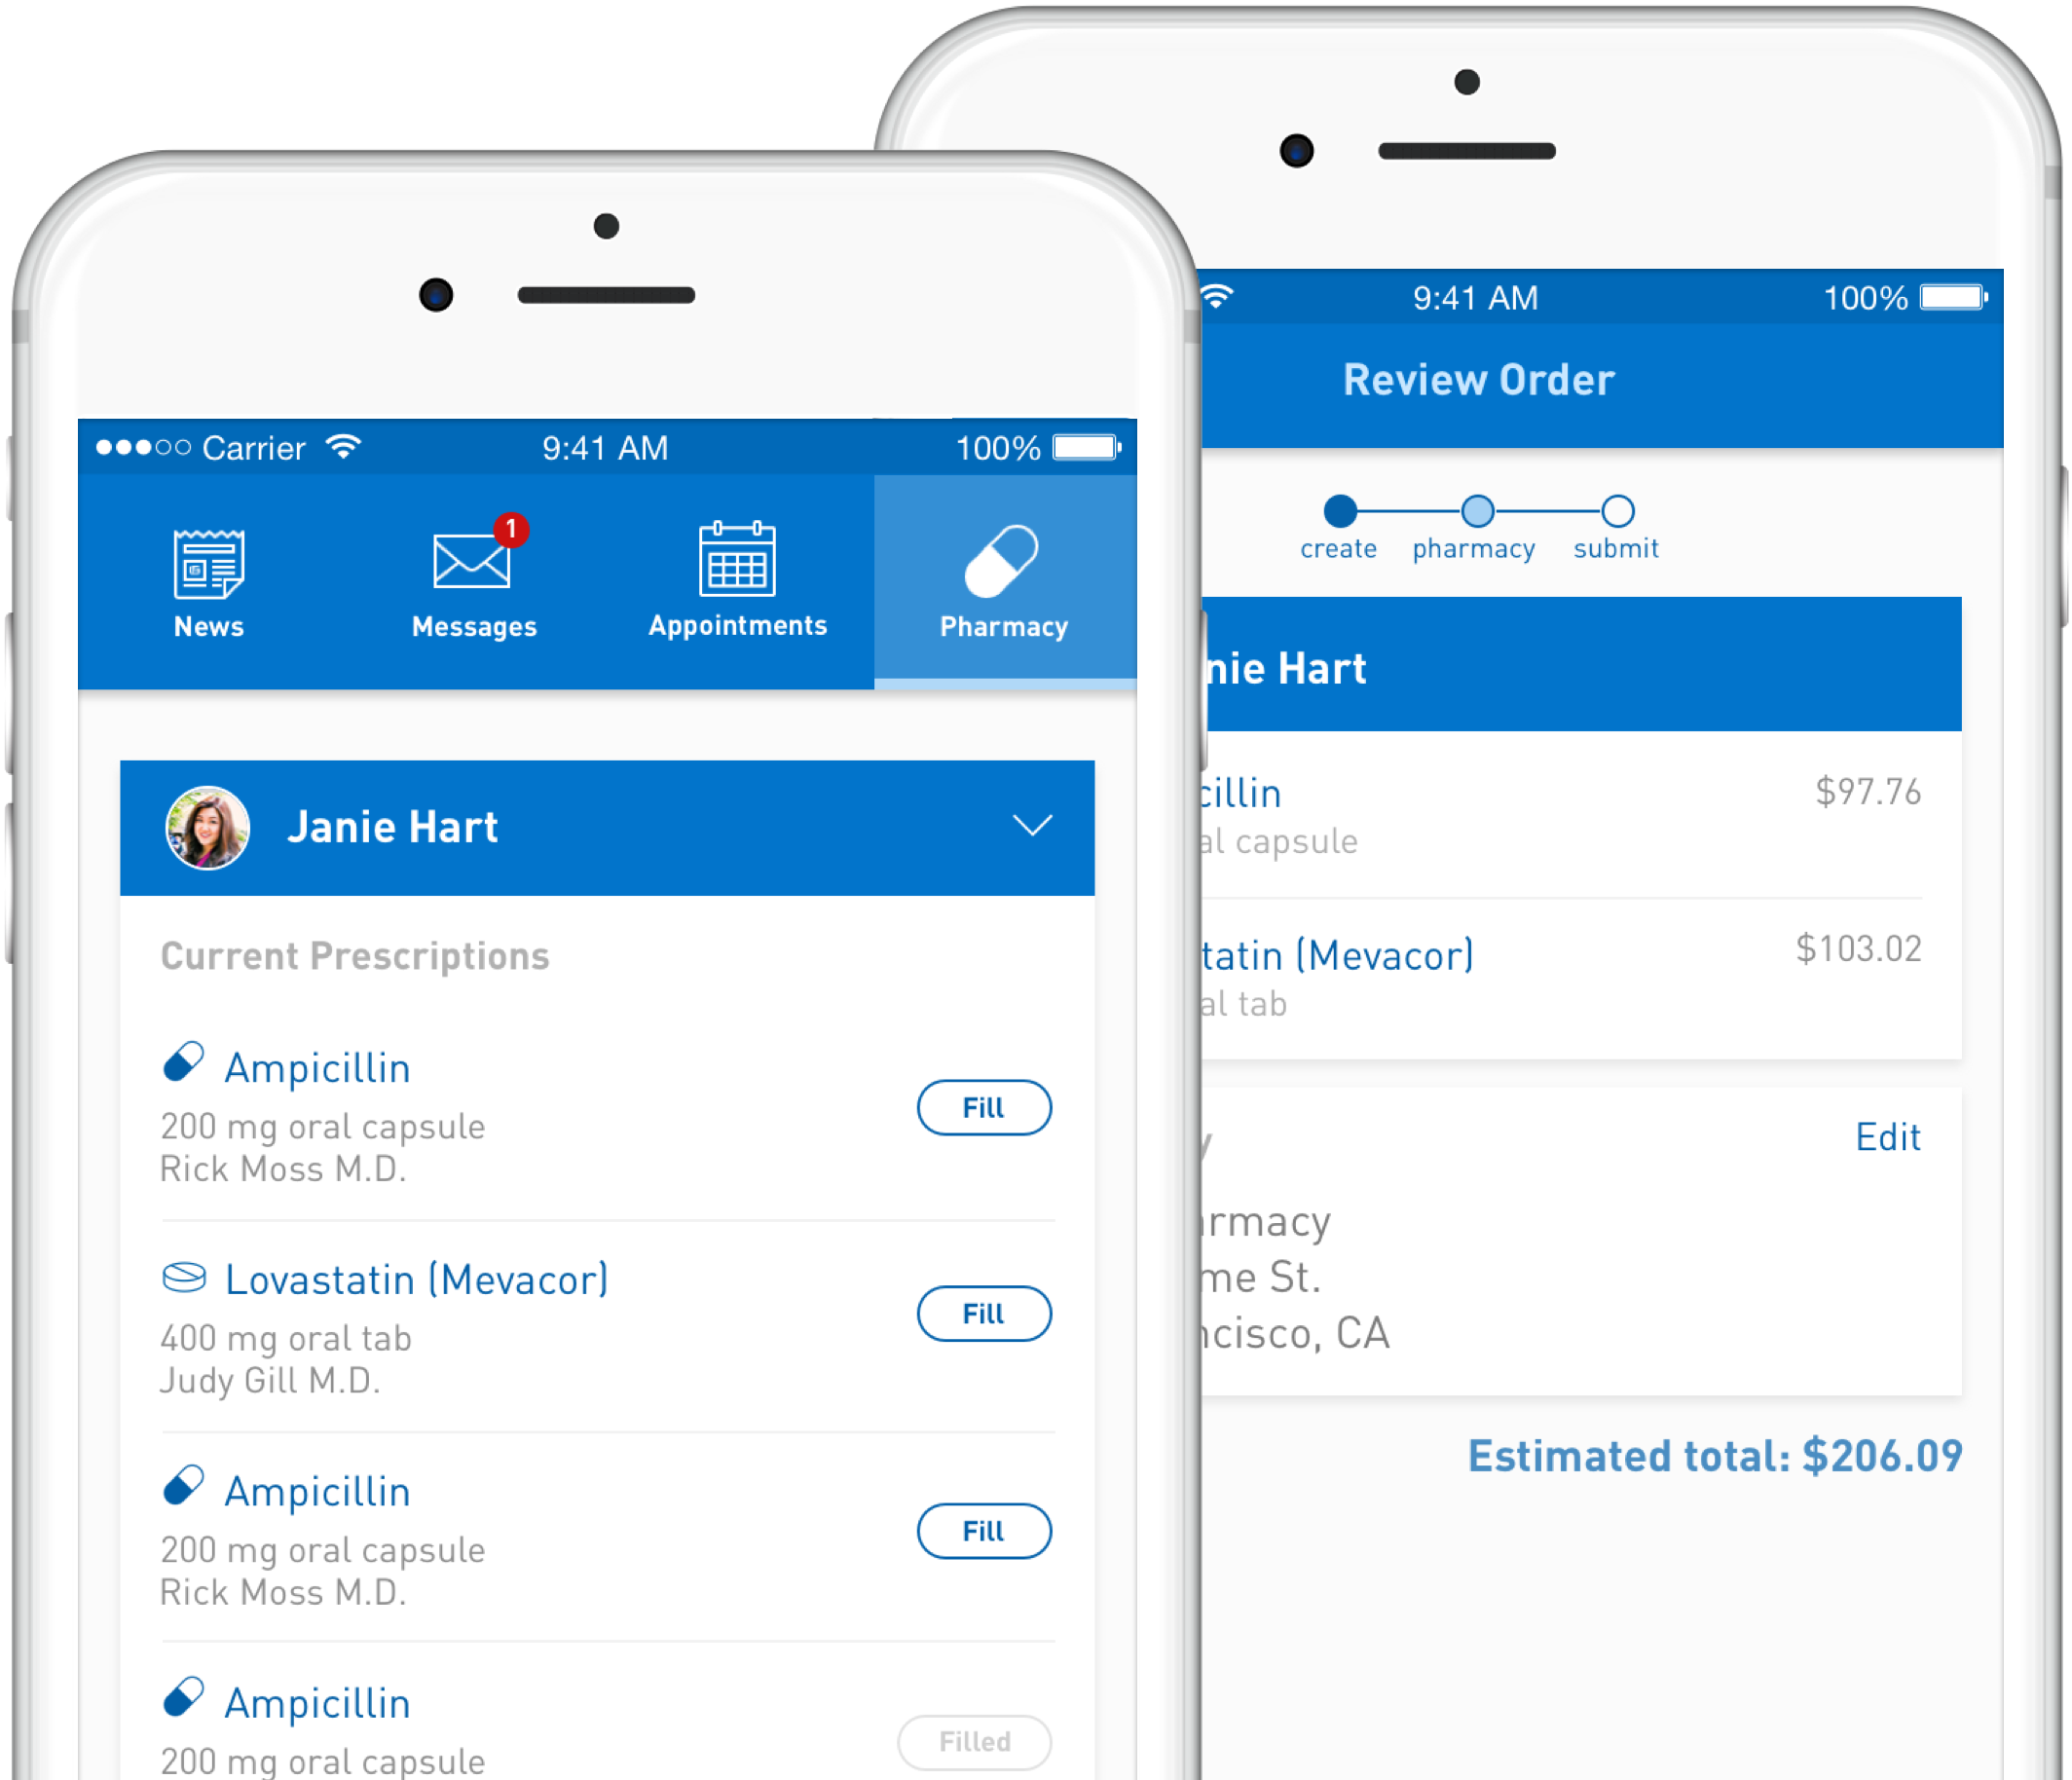 Carrier 9:41 AM 100%
News
Messages 1
Appointments
Pharmacy
Janie Hart
Current Prescriptions
Ampicillin
200 mg oral capsule
Rick Moss M.D.
Fill
Lovastatin (Mevacor)
400 mg oral tab
Judy Gill M.D.
Fill
Ampicillin
200 mg oral capsule
Rick Moss M.D.
Fill
Ampicillin
200 mg oral capsule
Filled
9:41 AM 100%
Review Order
create pharmacy submit
nie Hart
cillin $97.76
al capsule
tatin (Mevacor) $103.02
al tab
Edit
rmacy
me St.
ncisco, CA
Estimated total: $206.09